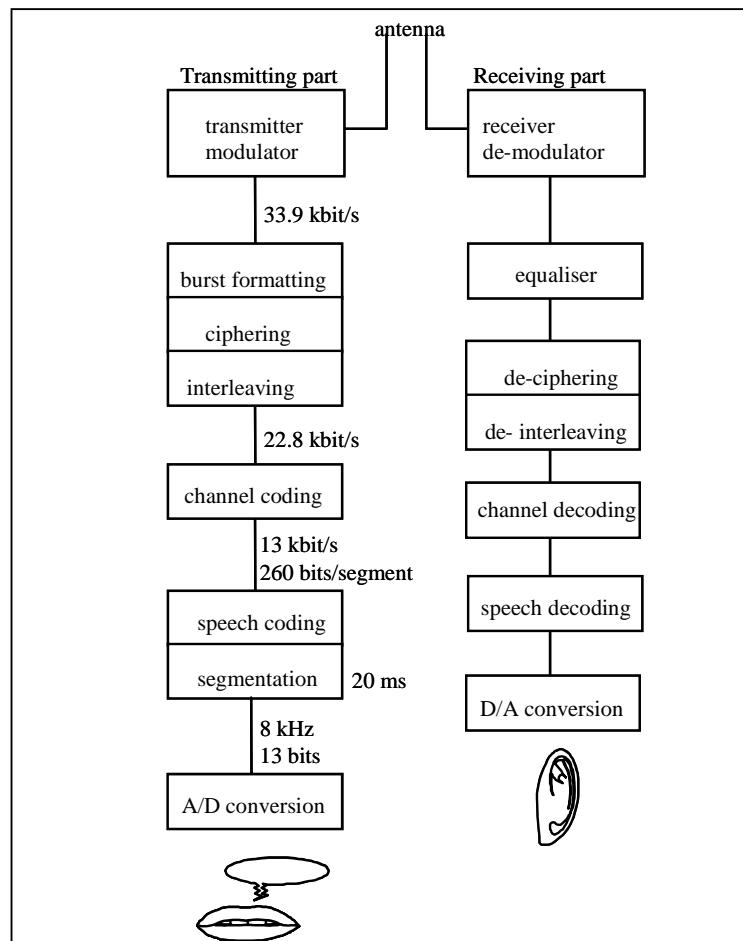 antenna
Transmitting part
transmitter
modulator
33.9 kbit/s
burst formatting
ciphering
interleaving
22.8 kbit/s
channel coding
13 kbit/s
260 bits/segment
speech coding
segmentation
20 ms
8 kHz
13 bits
A/D conversion
Receiving part
receiver
de-modulator
equaliser
de-ciphering
de- interleaving
channel decoding
speech decoding
D/A conversion